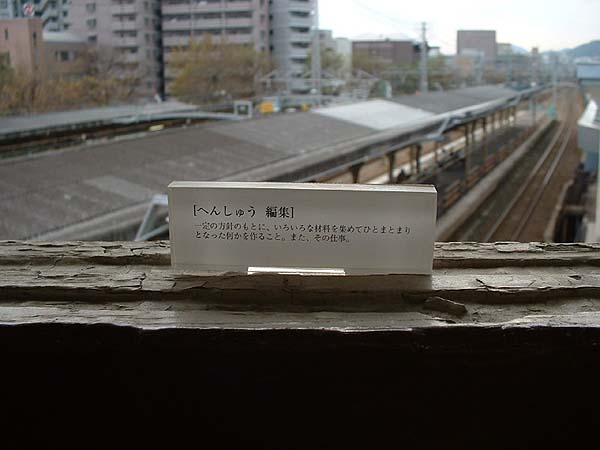 [へんしゅう 編集]
一定の方針のもとに、いろいろな材料を集めてひとまとまり
となった何かを作ること。また、その仕事。